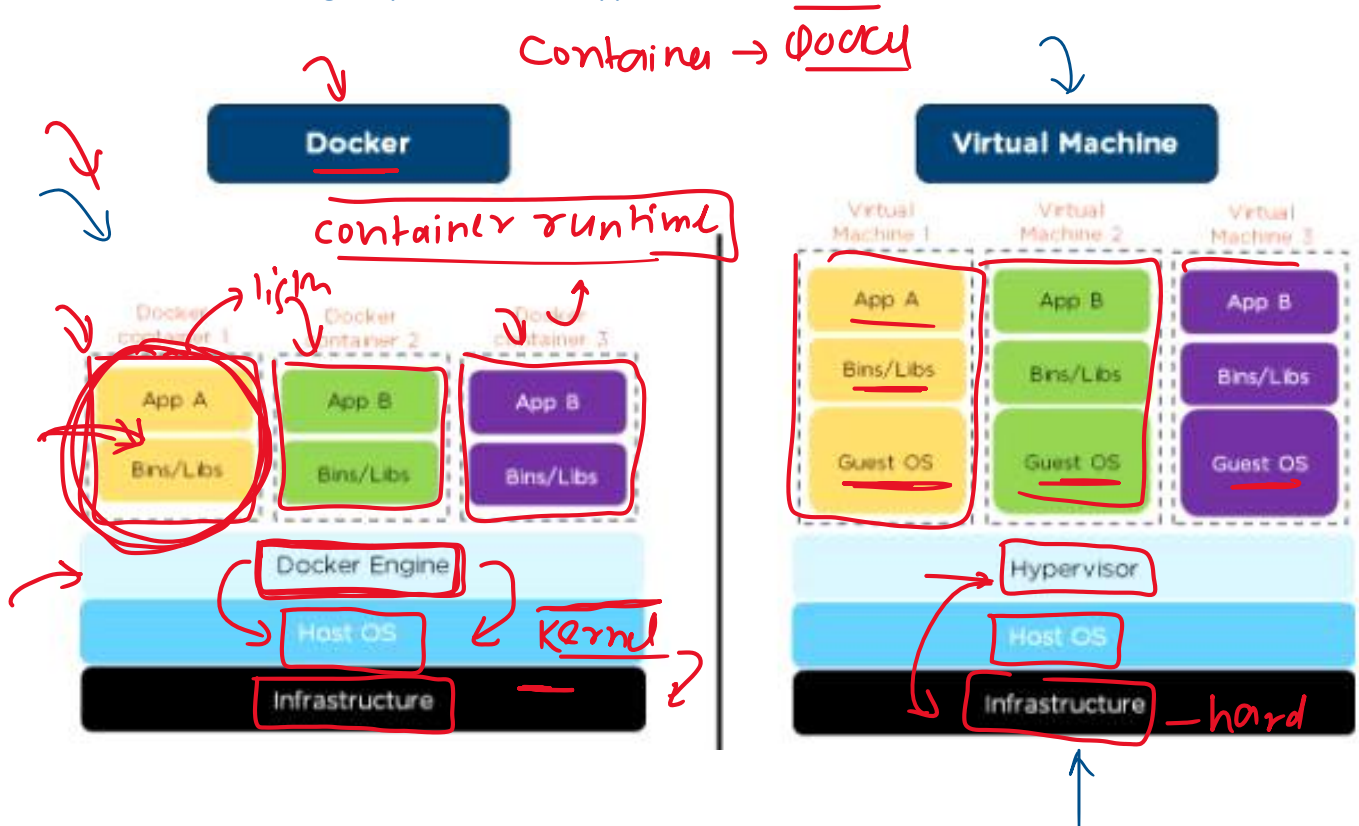 Container →
Docker
Virtual Machine
container runtime
Virtual Machine 1
Virtual Machine 2
Virtual Machine 3
Docker container 1
Docker container 2
Docker container 3
App A
Bins/Libs
App B
Bins/Libs
App B
Bins/Libs
App A
Bins/Libs
Guest OS
App B
Bins/Libs
Guest OS
App B
Bins/Libs
Guest OS
Docker Engine
Host OS
Kernel
Infrastructure
Hypervisor
Host OS
Infrastructure
hard